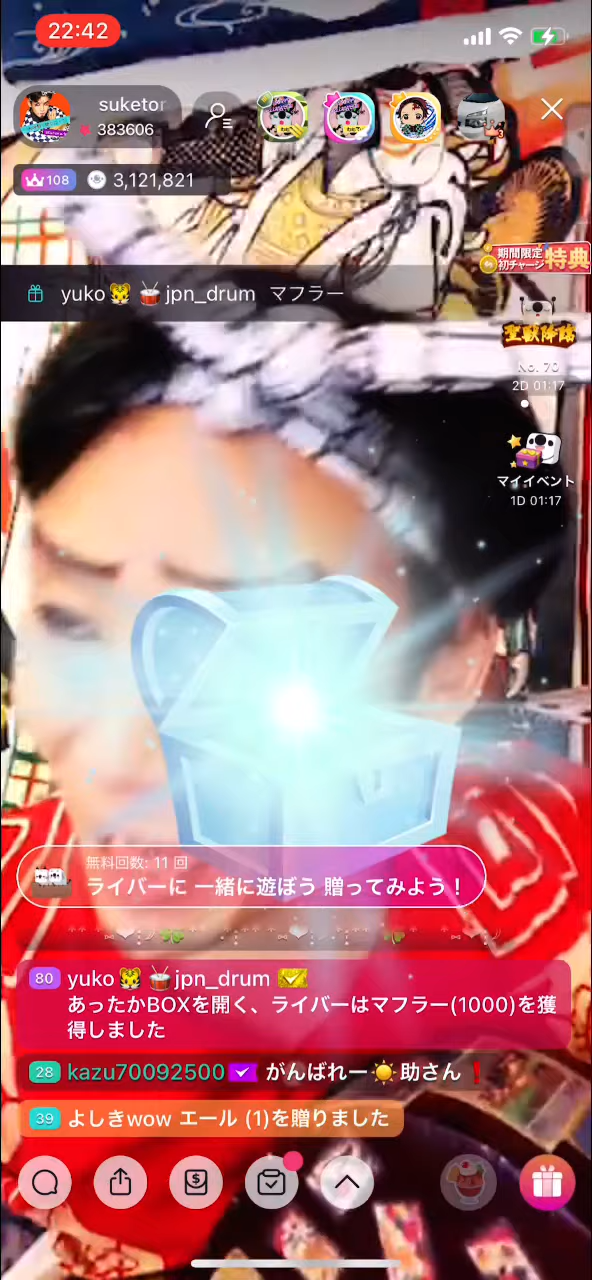 22:42
suketor
383606
108
3,121,821
期間限定
初チャージ 特典
yuko🐯 🥁jpn_drum マフラー
聖獣降臨
No. 70
2D 01:17
マイイベント
1D 01:17
無料回数: 11 回
ライバーに 一緒に遊ぼう 贈ってみよう！
80 yuko🐯 🥁jpn_drum
あったかBOXを開く、ライバーはマフラー(1000)を獲
得しました
28 kazu70092500 がんばれー☀️助さん❗
39 よしきwow エール (1)を贈りました